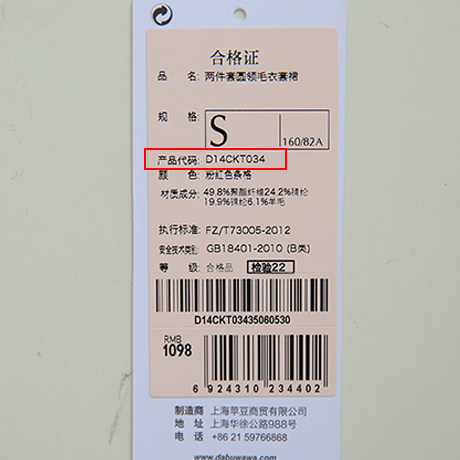 合格证
品 名: 两件套圆领毛衣套裙
规 格: S 160/82A
产品代码: D14CKT034
颜 色: 粉红色条格
材质成分: 49.8%聚酯纤维24.2%腈纶
19.9%锦纶6.1%羊毛
执行标准: FZ/T73005-2012
安全技术类别: GB18401-2010 (B类)
等 级: 合格品 检验22
D14CKT03435060530
RMB
1098
6 924310 234402
制造商 / 上海苹豆商贸有限公司
地址 / 上海华徐公路988号
电话 / +86 21 59766868
www.dabuwawa.com